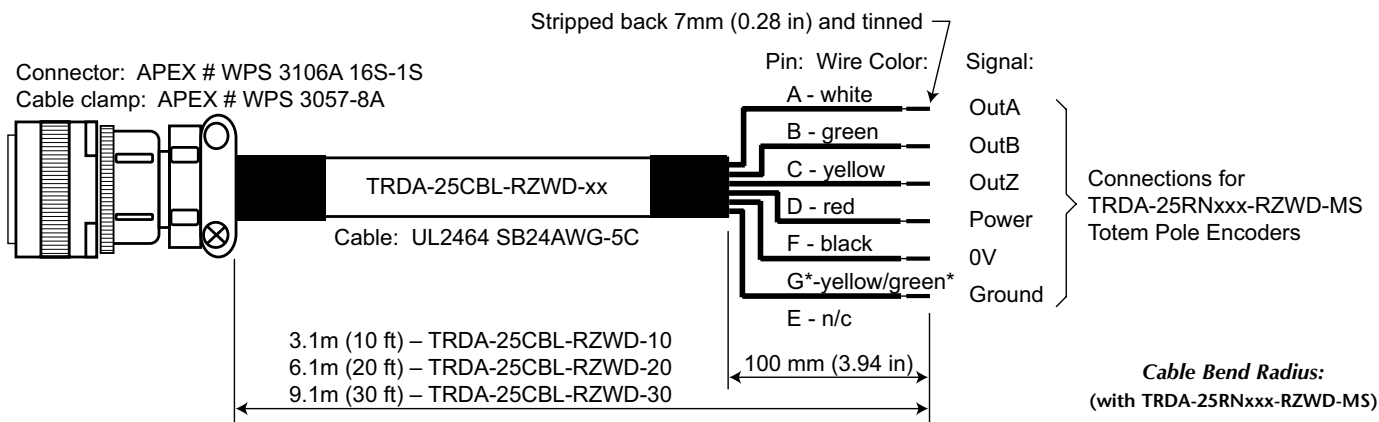 Stripped back 7mm (0.28 in) and tinned
Connector:  APEX # WPS 3106A 16S-1S
Cable clamp:  APEX # WPS 3057-8A
Pin:  Wire Color:  Signal:
A - white  OutA
B - green  OutB
C - yellow  OutZ
D - red  Power
F - black  0V
G*-yellow/green*  Ground
E - n/c
TRDA-25CBL-RZWD-xx
Cable:  UL2464 SB24AWG-5C
Connections for
TRDA-25RNxxx-RZWD-MS
Totem Pole Encoders
3.1m (10 ft) – TRDA-25CBL-RZWD-10
6.1m (20 ft) – TRDA-25CBL-RZWD-20
9.1m (30 ft) – TRDA-25CBL-RZWD-30
100 mm (3.94 in)
Cable Bend Radius:
(with TRDA-25RNxxx-RZWD-MS)